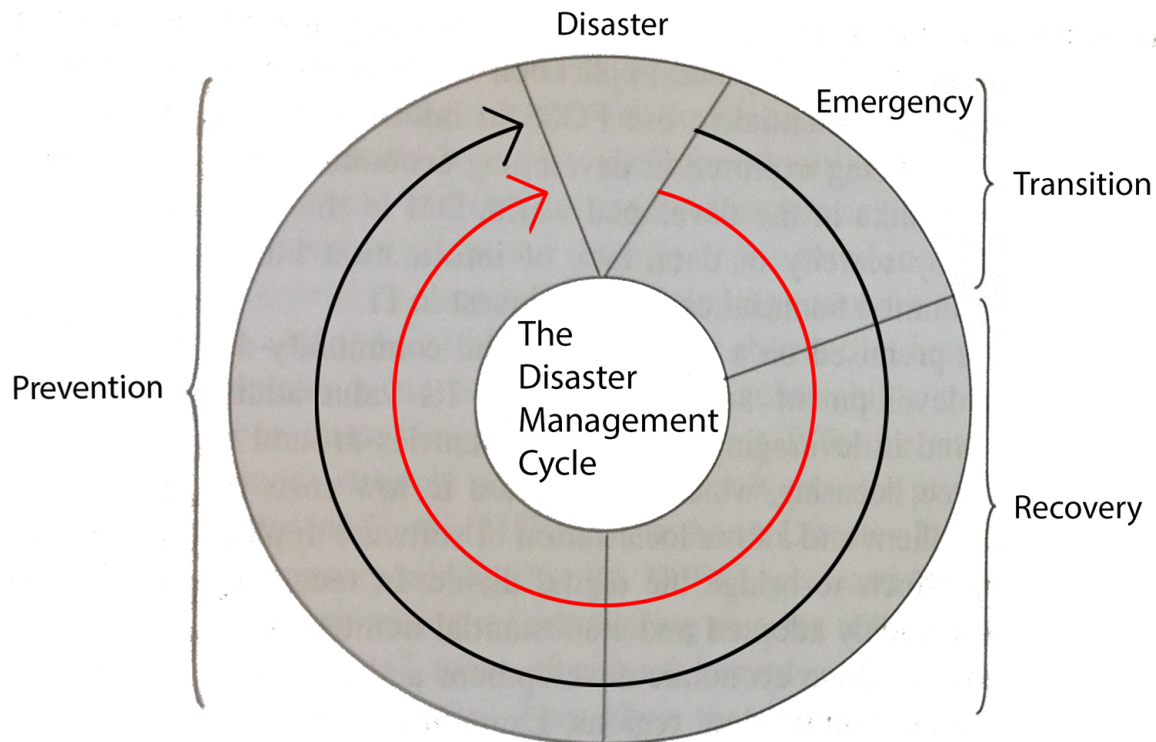 Disaster
Emergency
Transition
Prevention
The
Disaster
Management
Cycle
Recovery